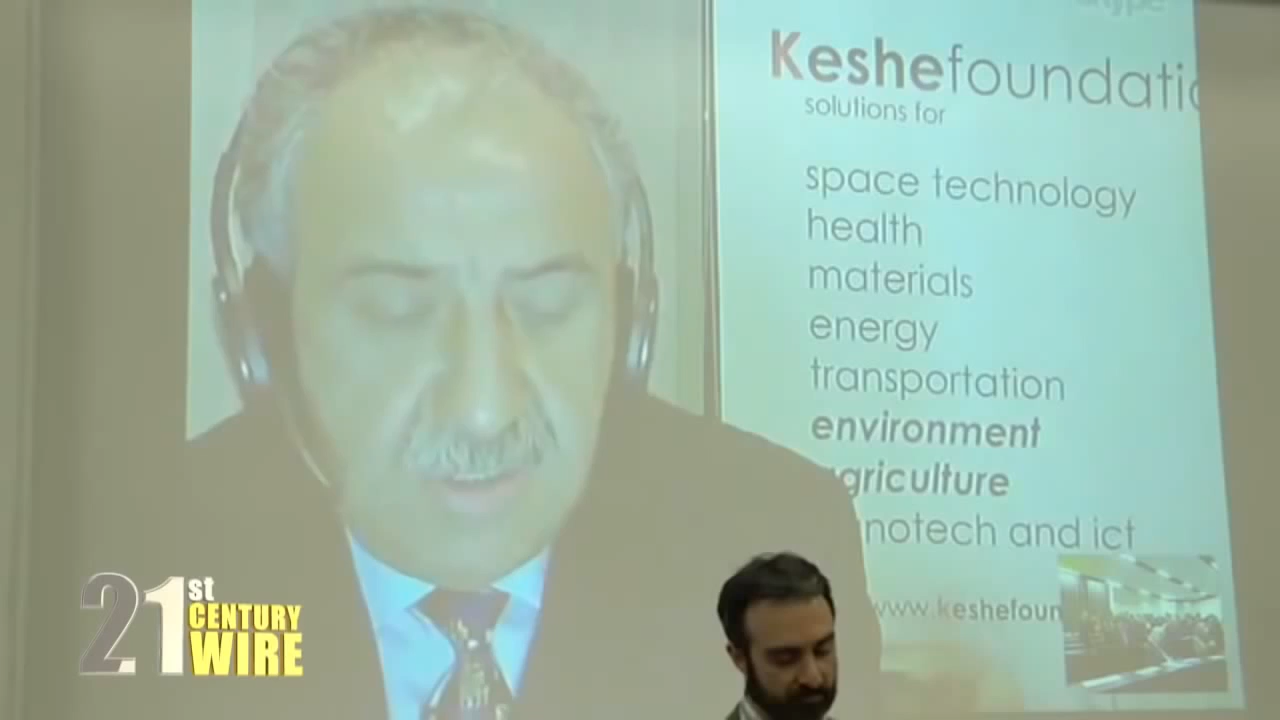 Keshefoundatio
solutions for
space technology
health
materials
energy
transportation
environment
griculture
notech and ict
www.keshefoun
21st
CENTURY
WIRE